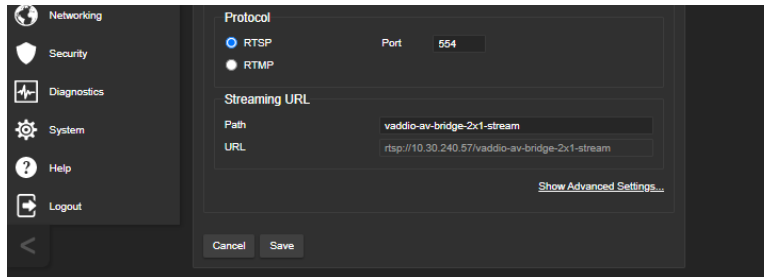 Networking
Security
Diagnostics
System
Help
Logout
<
Protocol
RTSP
Port
554
RTMP
Streaming URL
Path
vaddio-av-bridge-2x1-stream
URL
rtsp://10.30.240.57/vaddio-av-bridge-2x1-stream
Show Advanced Settings...
Cancel
Save